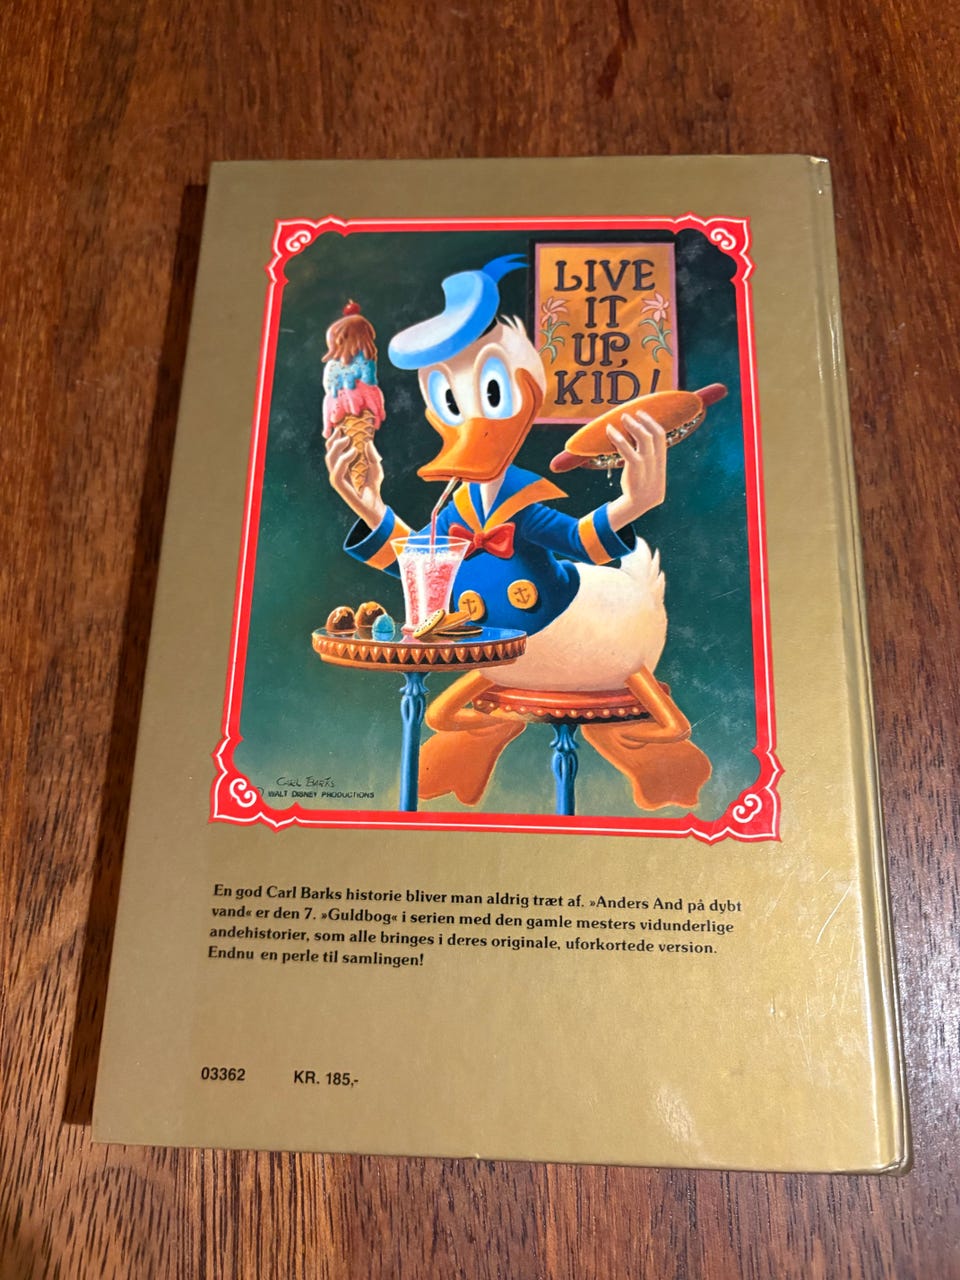 LIVE
IT
UP,
KID!
CARL BARKS
© WALT DISNEY PRODUCTIONS
En god Carl Barks historie bliver man aldrig træt af. »Anders And på dybt
vand« er den 7. »Guldbog« i serien med den gamle mesters vidunderlige
andehistorier, som alle bringes i deres originale, uforkortede version.
Endnu en perle til samlingen!
03362 KR. 185,-